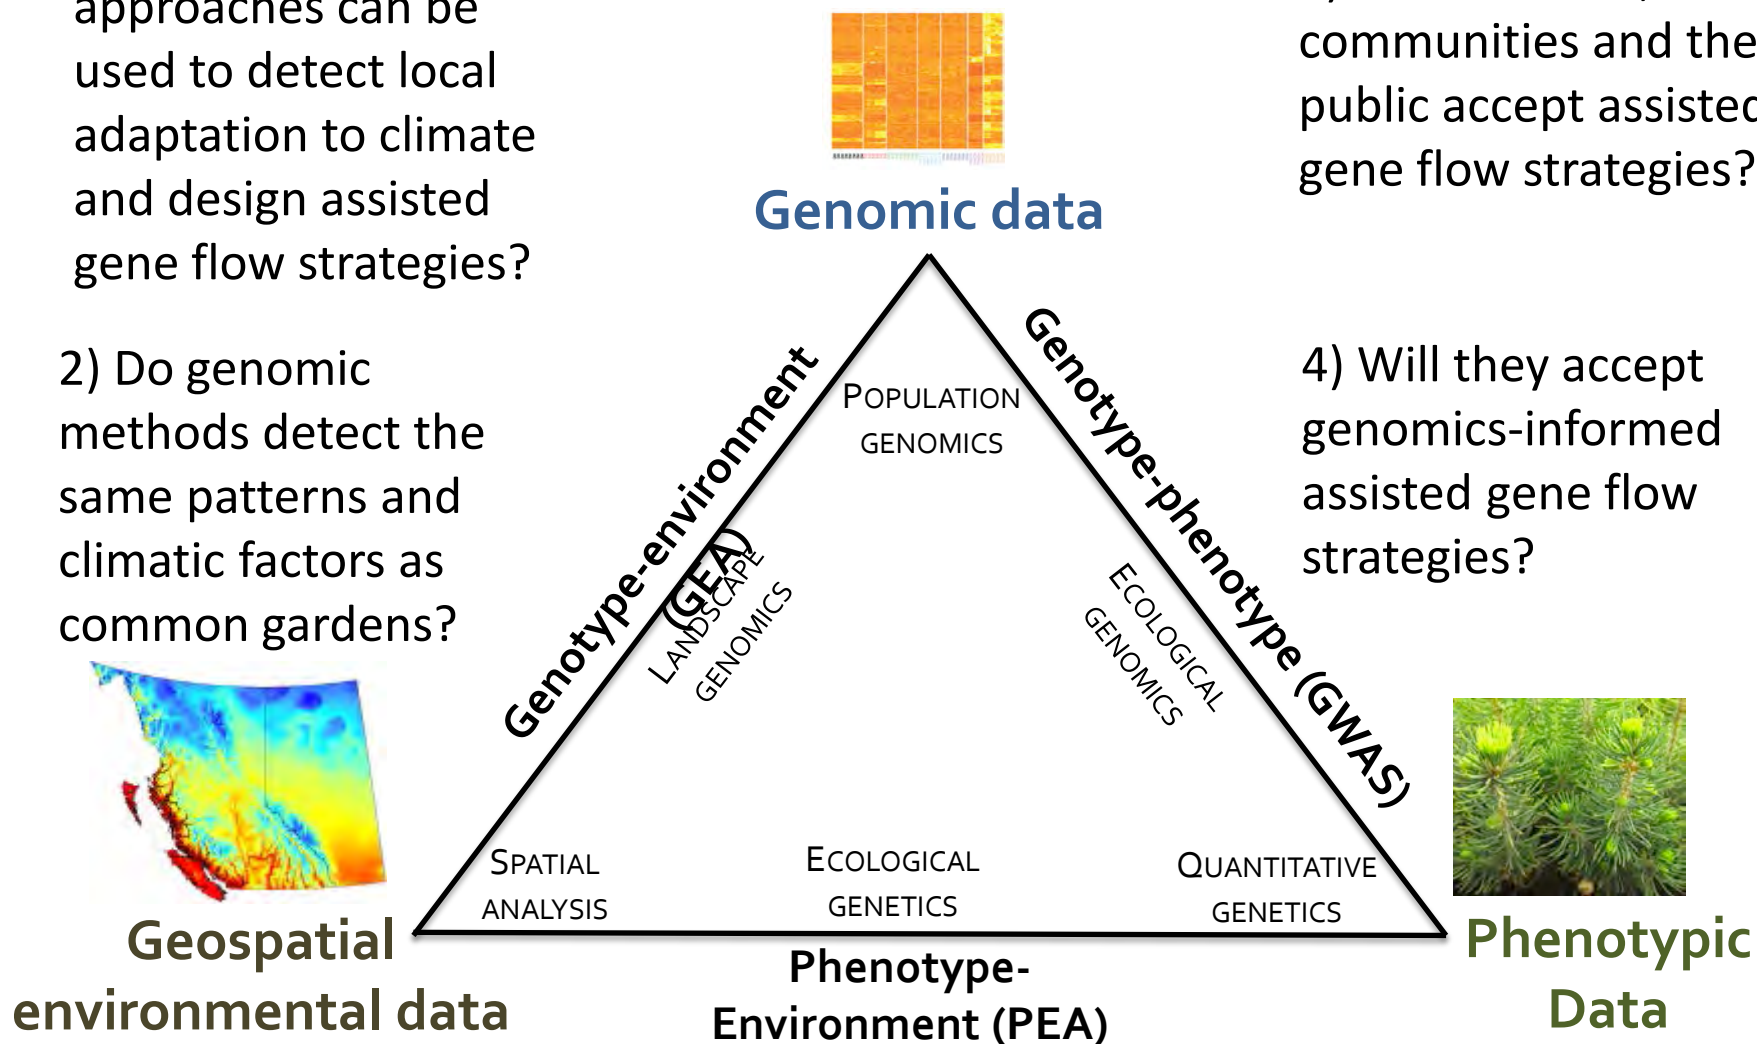 approaches can be
used to detect local
adaptation to climate
and design assisted
gene flow strategies?
2) Do genomic
methods detect the
same patterns and
climatic factors as
common gardens?
communities and the
public accept assisted
gene flow strategies?
4) Will they accept
genomics-informed
assisted gene flow
strategies?
Genomic data
Genotype-environment
(GEA)
Genotype-phenotype (GWAS)
POPULATION
GENOMICS
LANDSCAPE
GENOMICS
ECOLOGICAL
GENOMICS
SPATIAL
ANALYSIS
ECOLOGICAL
GENETICS
QUANTITATIVE
GENETICS
Geospatial
environmental data
Phenotype-
Environment (PEA)
Phenotypic
Data